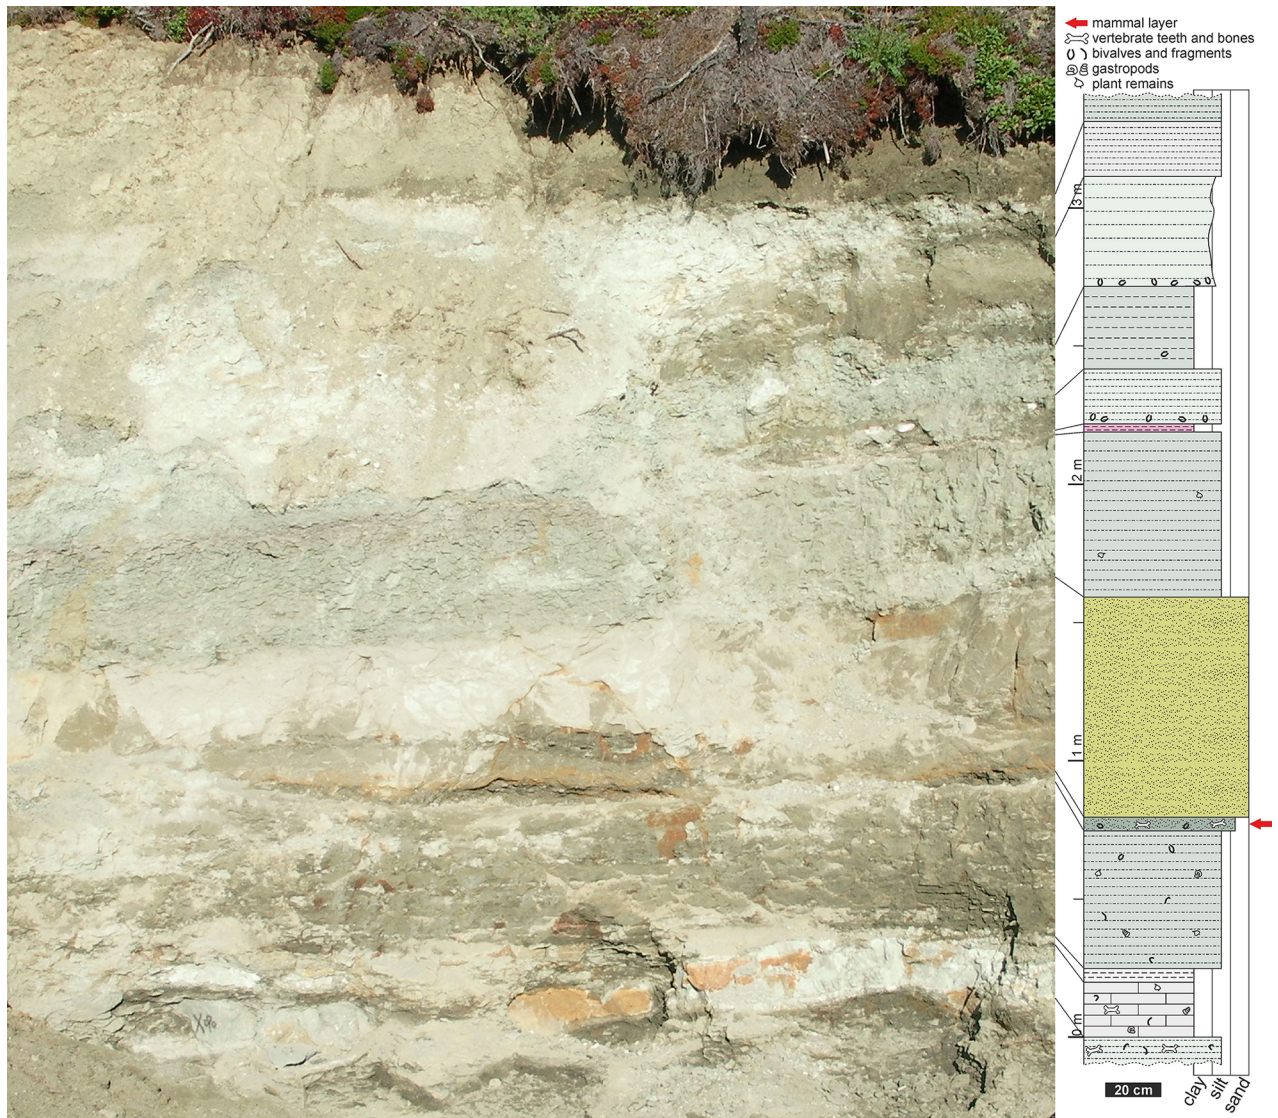 mammal layer
vertebrate teeth and bones
bivalves and fragments
gastropods
plant remains
3 m
2 m
1 m
0 m
20 cm
clay
silt
sand